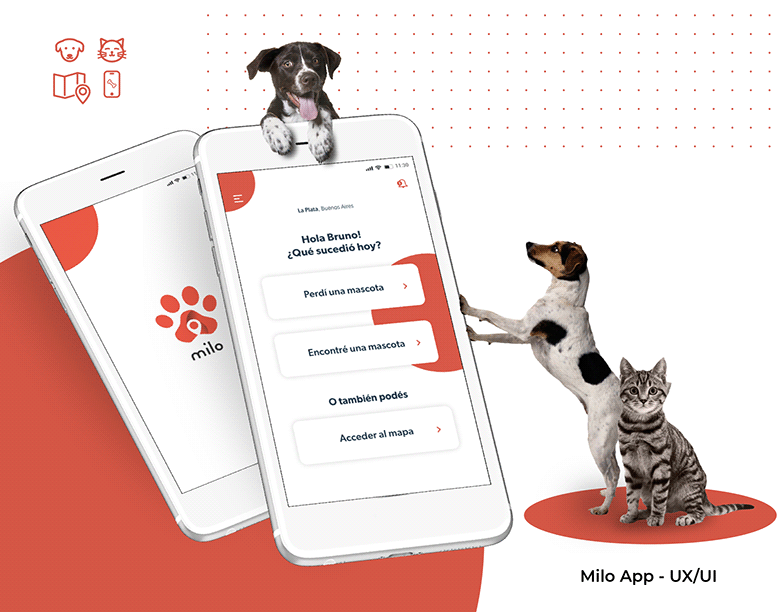 11:30
La Plata, Buenos Aires
Hola Bruno!
¿Qué sucedió hoy?
Perdí una mascota
Encontré una mascota
O también podés
Acceder al mapa
milo
Milo App - UX/UI